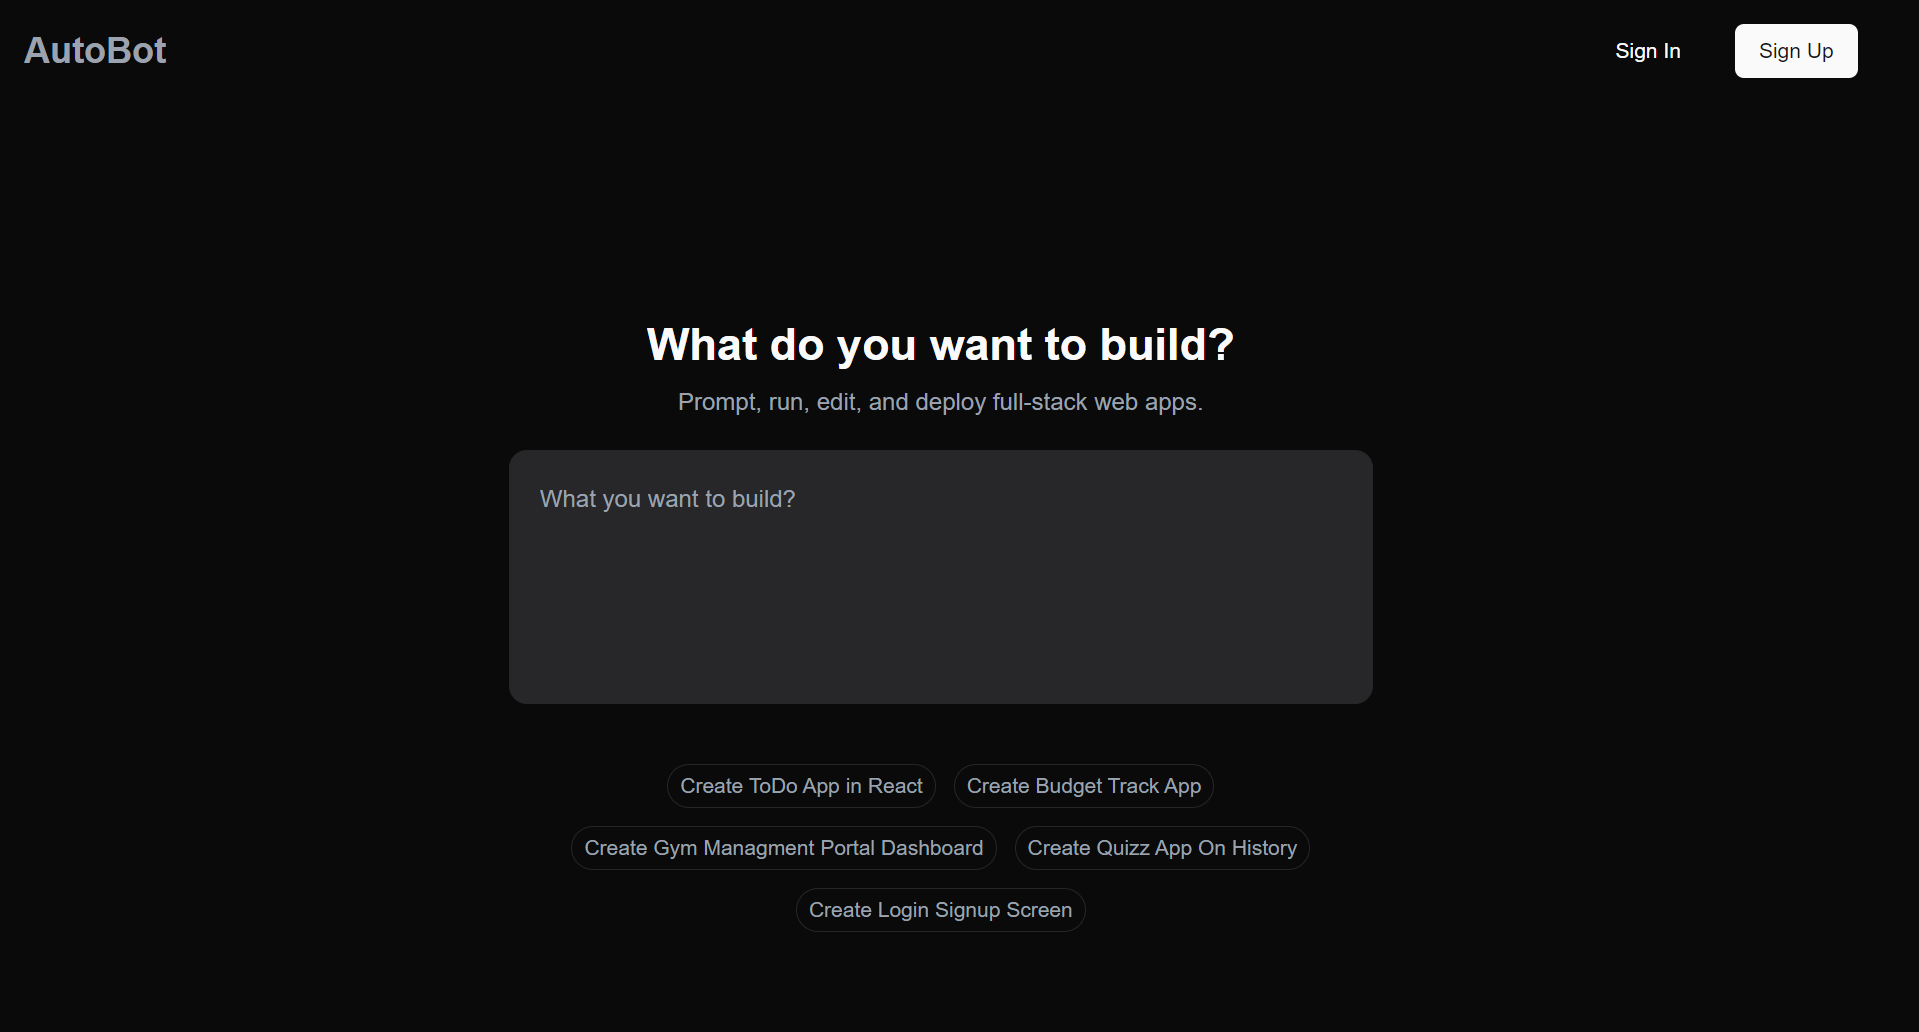 AutoBot
Sign In
Sign Up
What do you want to build?
Prompt, run, edit, and deploy full-stack web apps.
What you want to build?
Create ToDo App in React
Create Budget Track App
Create Gym Managment Portal Dashboard
Create Quizz App On History
Create Login Signup Screen